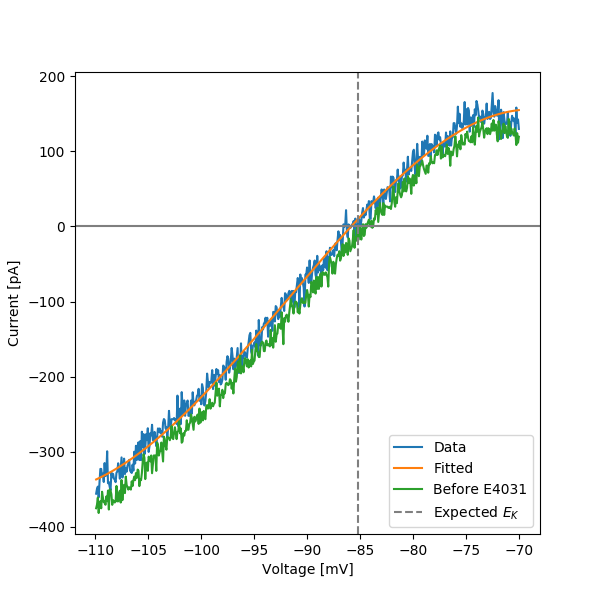 200
100
0
−100
−200
−300
−400
Current [pA]
−110 −105 −100 −95 −90 −85 −80 −75 −70
Voltage [mV]
Data
Fitted
Before E4031
Expected E_K